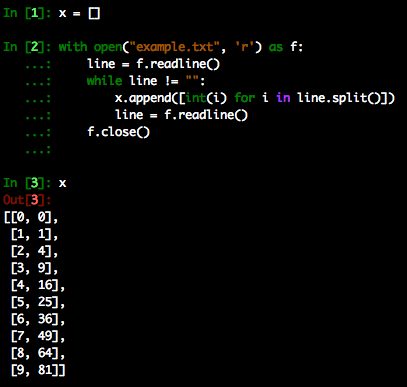 In [1]: x = []
In [2]: with open("example.txt", 'r') as f:
   ...:     line = f.readline()
   ...:     while line != "":
   ...:         x.append([int(i) for i in line.split()])
   ...:         line = f.readline()
   ...:     f.close()
   ...:
In [3]: x
Out[3]:
[[0, 0],
 [1, 1],
 [2, 4],
 [3, 9],
 [4, 16],
 [5, 25],
 [6, 36],
 [7, 49],
 [8, 64],
 [9, 81]]